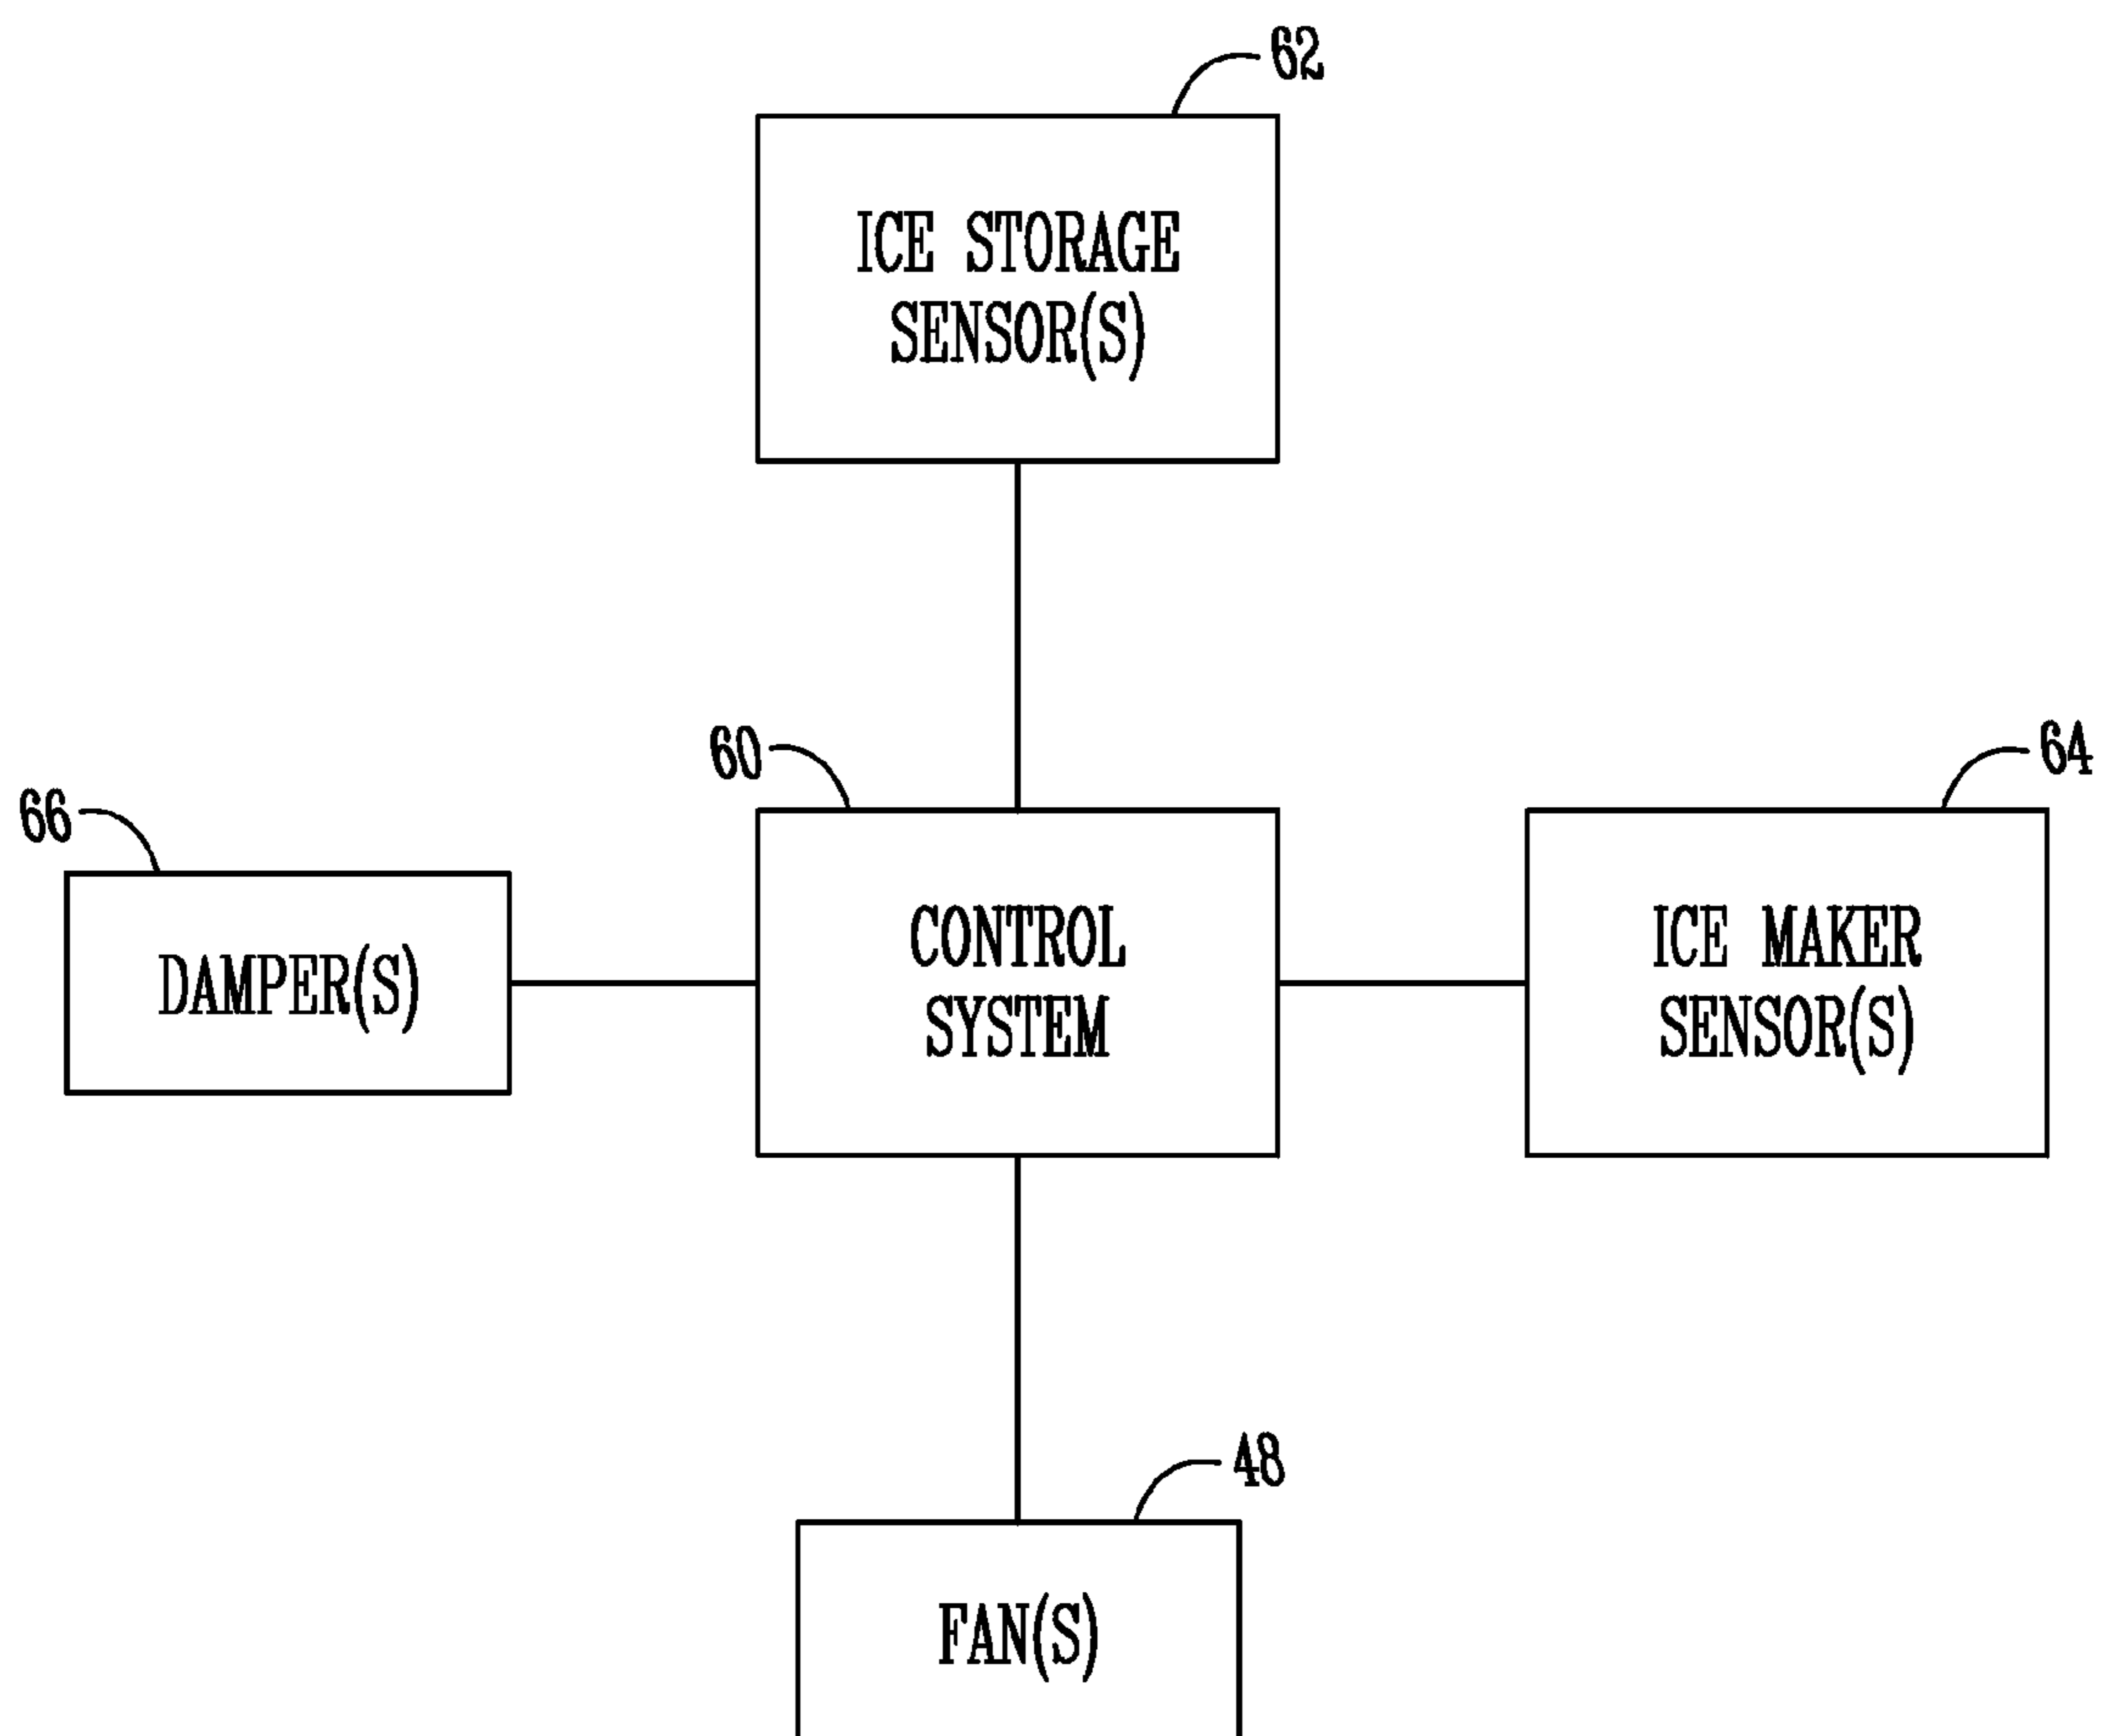 62
ICE STORAGE
SENSOR(S)
60
64
66
DAMPER(S)
CONTROL
SYSTEM
ICE MAKER
SENSOR(S)
48
FAN(S)